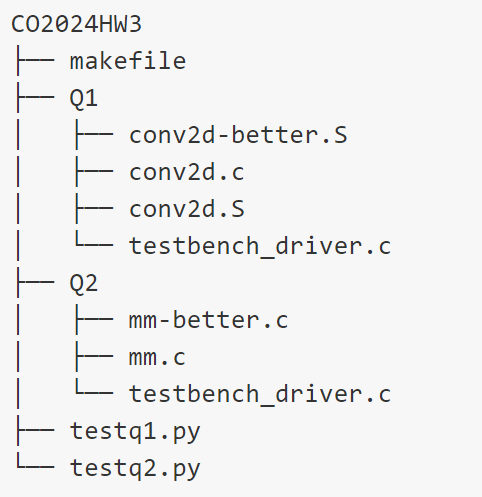 CO2024HW3
├── makefile
├── Q1
│   ├── conv2d-better.S
│   ├── conv2d.c
│   ├── conv2d.S
│   └── testbench_driver.c
├── Q2
│   ├── mm-better.c
│   ├── mm.c
│   └── testbench_driver.c
├── testq1.py
└── testq2.py